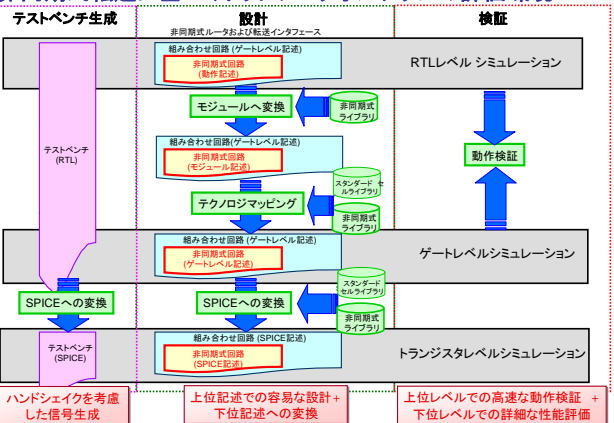 テストベンチ生成
設計
検証
非同期式ルータおよび転送インタフェース
組み合わせ回路 (ゲートレベル記述)
非同期式回路
(動作記述)
RTLレベル シミュレーション
モジュールへ変換
非同期式
ライブラリ
組み合わせ回路(ゲートレベル記述)
非同期式回路
(モジュール記述)
テストベンチ
(RTL)
動作検証
スタンダード セ
ルライブラリ
テクノロジマッピング
非同期式
ライブラリ
組み合わせ回路 (ゲートレベル記述)
非同期式回路
(ゲートレベル記述)
ゲートレベルシミュレーション
スタンダード
セルライブラリ
SPICEへの変換
SPICEへの変換
非同期式
ライブラリ
組み合わせ回路 (SPICE記述)
テストベンチ
(SPICE)
非同期式回路
(SPICE記述)
トランジスタレベルシミュレーション
ハンドシェイクを考慮
した信号生成
上位記述での容易な設計+
下位記述への変換
上位レベルでの高速な動作検証 +
下位レベルでの詳細な性能評価